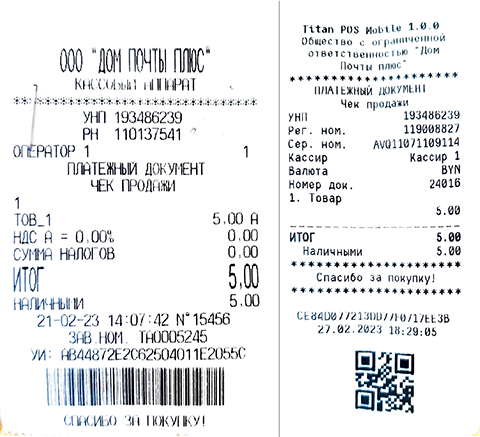 ООО "ДОМ ПОЧТЫ ПЛЮС"
КАССОВЫЙ АППАРАТ
УНП 193486239
РН 110137541
ОПЕРАТОР 1 1
ПЛАТЕЖНЫЙ ДОКУМЕНТ
ЧЕК ПРОДАЖИ
1
ТОВ_1 5,00 А
НДС А = 0,00% 0,00
СУММА НАЛОГОВ 0,00
ИТОГ 5,00
НАЛИЧНЫМИ 5,00
21-02-23 14:07:42 N°15456
ЗАВ.НОМ. TA0005245
УИ: AB44872E2C62504011E2055C
СПАСИБО ЗА ПОКУПКУ!
Titan POS Mobile 1.0.0
Общество с ограниченной
ответственностью "Дом
Почты плюс"
********************
ПЛАТЕЖНЫЙ ДОКУМЕНТ
Чек продажи
УНП 193486239
Рег. ном. 119008827
Сер. ном. AVQ11071109114
Кассир Кассир 1
Валюта BYN
Номер док. 24016
1. Товар
5.00
ИТОГ 5.00
Наличными 5.00
********************
Спасибо за покупку!
********************
CE84D077213DD77F0717EE3B
27.02.2023 18:29:05